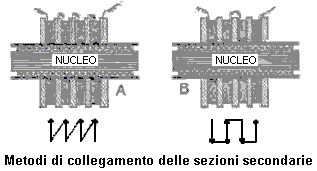 NUCLEO
NUCLEO
A
B
Metodi di collegamento delle sezioni secondarie